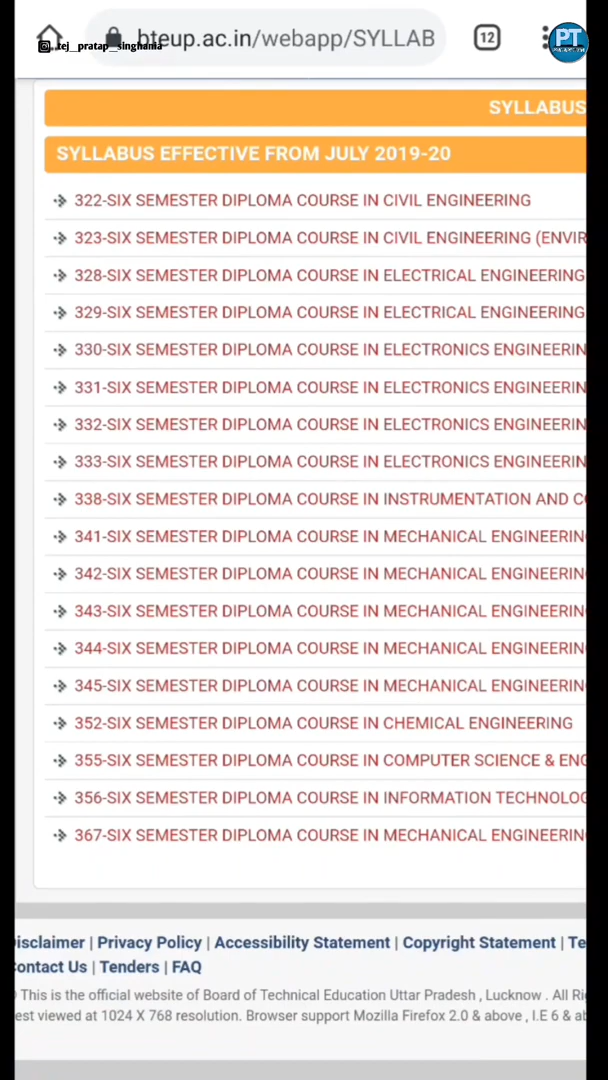 bteup.ac.in/webapp/SYLLAB
12
tej_pratap_singhania
PT
SYLLABUS
SYLLABUS EFFECTIVE FROM JULY 2019-20
322-SIX SEMESTER DIPLOMA COURSE IN CIVIL ENGINEERING
323-SIX SEMESTER DIPLOMA COURSE IN CIVIL ENGINEERING (ENVIR
328-SIX SEMESTER DIPLOMA COURSE IN ELECTRICAL ENGINEERING
329-SIX SEMESTER DIPLOMA COURSE IN ELECTRICAL ENGINEERING
330-SIX SEMESTER DIPLOMA COURSE IN ELECTRONICS ENGINEERIN
331-SIX SEMESTER DIPLOMA COURSE IN ELECTRONICS ENGINEERIN
332-SIX SEMESTER DIPLOMA COURSE IN ELECTRONICS ENGINEERIN
333-SIX SEMESTER DIPLOMA COURSE IN ELECTRONICS ENGINEERIN
338-SIX SEMESTER DIPLOMA COURSE IN INSTRUMENTATION AND CO
341-SIX SEMESTER DIPLOMA COURSE IN MECHANICAL ENGINEERIN
342-SIX SEMESTER DIPLOMA COURSE IN MECHANICAL ENGINEERIN
343-SIX SEMESTER DIPLOMA COURSE IN MECHANICAL ENGINEERIN
344-SIX SEMESTER DIPLOMA COURSE IN MECHANICAL ENGINEERIN
345-SIX SEMESTER DIPLOMA COURSE IN MECHANICAL ENGINEERIN
352-SIX SEMESTER DIPLOMA COURSE IN CHEMICAL ENGINEERING
355-SIX SEMESTER DIPLOMA COURSE IN COMPUTER SCIENCE & ENG
356-SIX SEMESTER DIPLOMA COURSE IN INFORMATION TECHNOLOG
367-SIX SEMESTER DIPLOMA COURSE IN MECHANICAL ENGINEERIN
isclaimer | Privacy Policy | Accessibility Statement | Copyright Statement | Te
ontact Us | Tenders | FAQ
This is the official website of Board of Technical Education Uttar Pradesh , Lucknow . All Ri
est viewed at 1024 X 768 resolution. Browser support Mozilla Firefox 2.0 & above , I.E 6 & ab